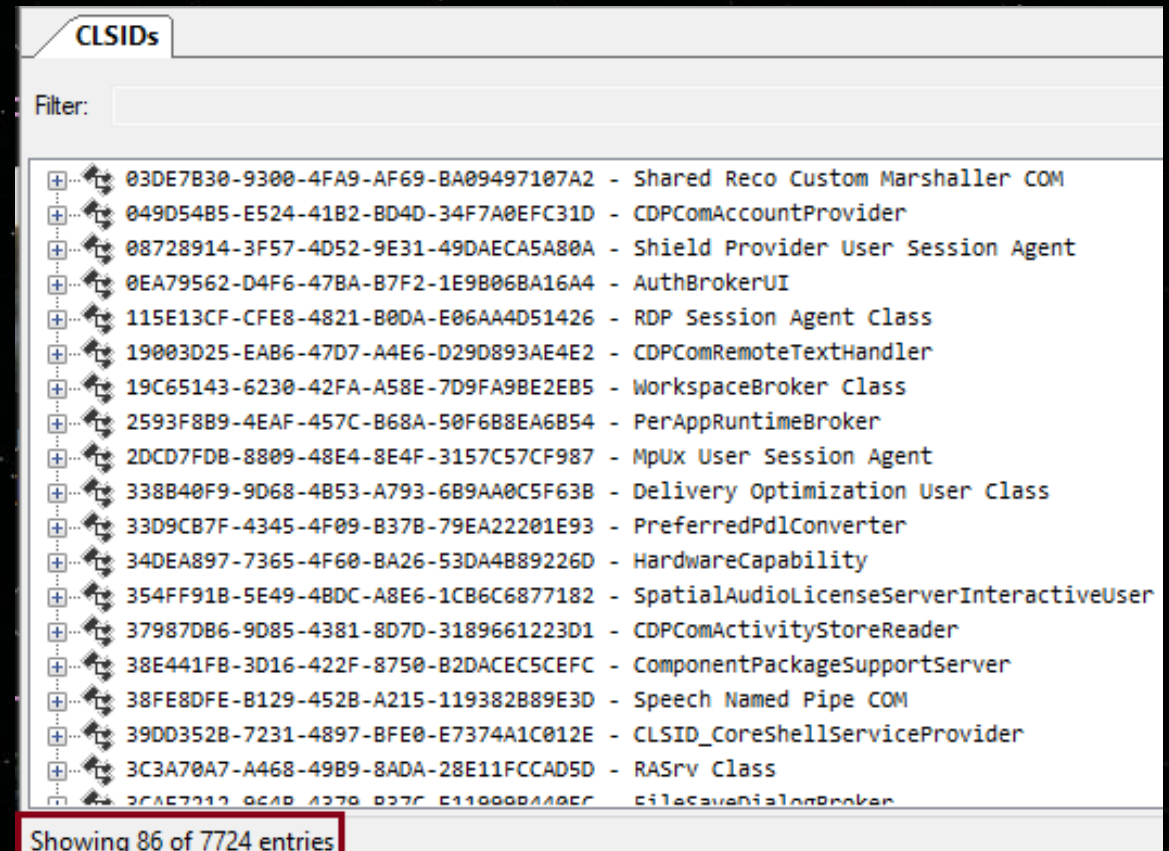 CLSIDs
Filter:
03DE7B30-9300-4FA9-AF69-BA09497107A2 - Shared Reco Custom Marshaller COM
049D54B5-E524-41B2-BD4D-34F7A0EFC31D - CDPComAccountProvider
08728914-3F57-4D52-9E31-49DAECA5A80A - Shield Provider User Session Agent
0EA79562-D4F6-47BA-B7F2-1E9B06BA16A4 - AuthBrokerUI
115E13CF-CFE8-4821-B0DA-E06AA4D51426 - RDP Session Agent Class
19003D25-EAB6-47D7-A4E6-D29D893AE4E2 - CDPComRemoteTextHandler
19C65143-6230-42FA-A58E-7D9FA9BE2EB5 - WorkspaceBroker Class
2593F8B9-4EAF-457C-B68A-50F6B8EA6B54 - PerAppRuntimeBroker
2DCD7FDB-8809-48E4-8E4F-3157C57CF987 - MpUx User Session Agent
338B40F9-9D68-4B53-A793-6B9AA0C5F63B - Delivery Optimization User Class
33D9CB7F-4345-4F09-B37B-79EA22201E93 - PreferredPdlConverter
34DEA897-7365-4F60-BA26-53DA4B89226D - HardwareCapability
354FF91B-5E49-4BDC-A8E6-1CB6C6877182 - SpatialAudioLicenseServerInteractiveUser
37987DB6-9D85-4381-8D7D-3189661223D1 - CDPComActivityStoreReader
38E441FB-3D16-422F-8750-B2DACEC5CEFC - ComponentPackageSupportServer
38FE8DFE-B129-452B-A215-119382B89E3D - Speech Named Pipe COM
39DD352B-7231-4897-BFE0-E7374A1C012E - CLSID_CoreShellServiceProvider
3C3A70A7-A468-49B9-8ADA-28E11FCCAD5D - RASrv Class
3CAE7212-964B-4379-B37C-E11999B440EC - FileSaveDialogBroker
Showing 86 of 7724 entries